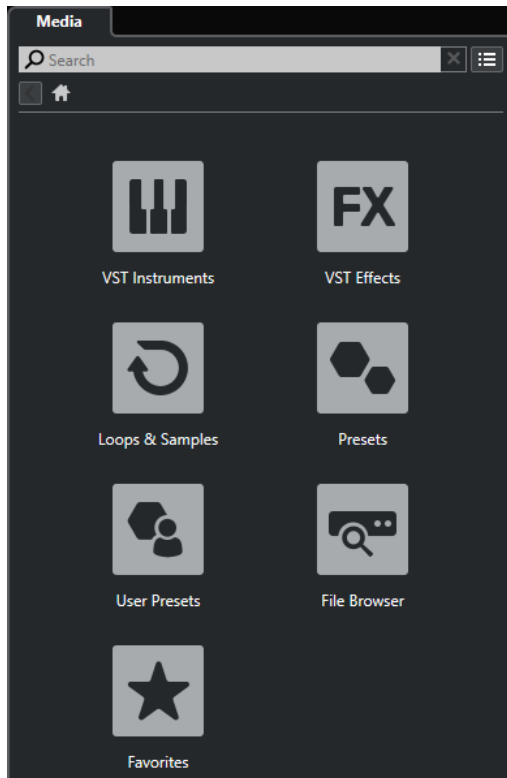 Media
Search
VST Instruments
FX
VST Effects
Loops & Samples
Presets
User Presets
File Browser
Favorites